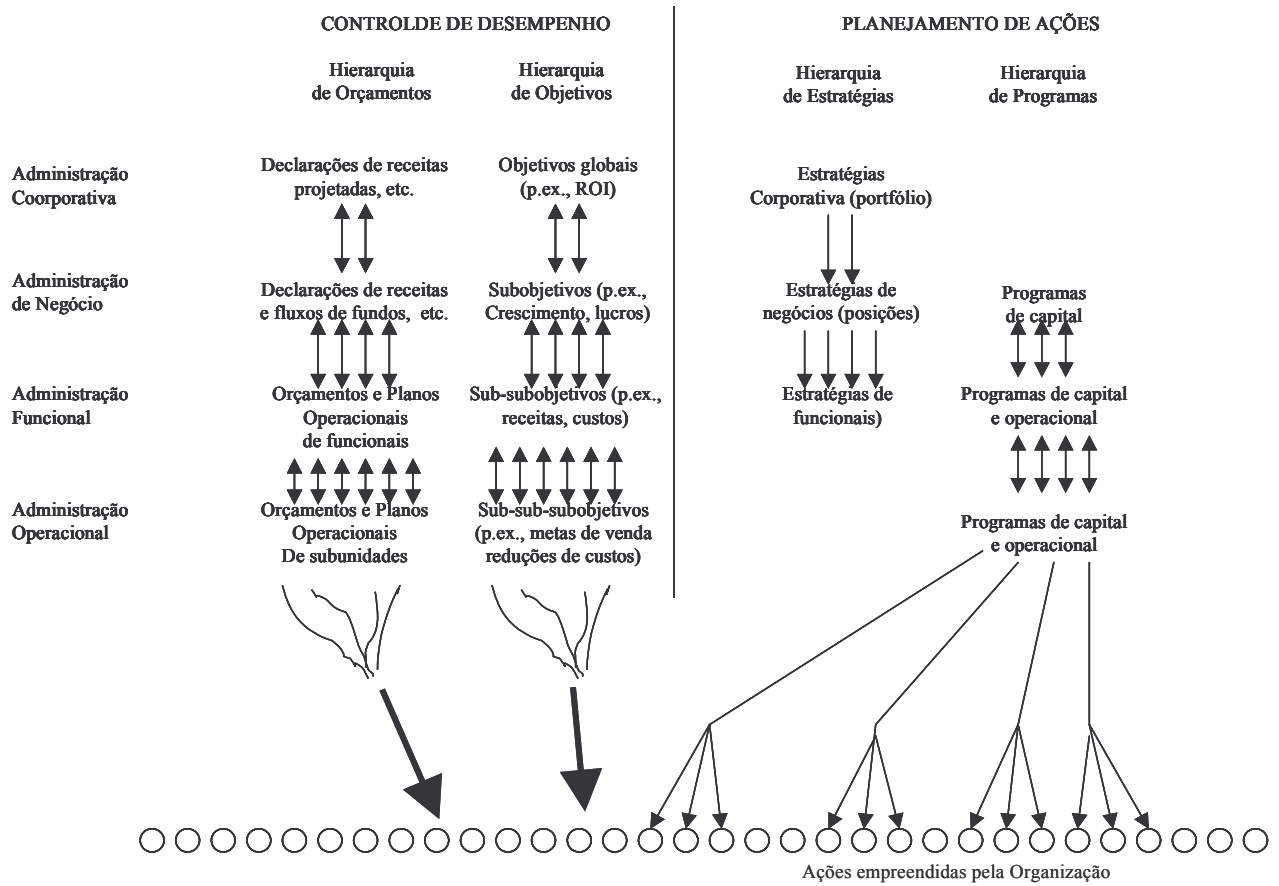 CONTROLDE DE DESEMPENHO
PLANEJAMENTO DE AÇÕES
Hierarquia
de Orçamentos
Hierarquia
de Objetivos
Hierarquia
de Estratégias
Hierarquia
de Programas
Administração
Coorporativa
Declarações de receitas
projetadas, etc.
Objetivos globais
(p.ex., ROI)
Estratégias
Corporativa (portfólio)
Administração
de Negócio
Declarações de receitas
e fluxos de fundos, etc.
Subobjetivos (p.ex.,
Crescimento, lucros)
Estratégias de
negócios (posições)
Programas
de capital
Administração
Funcional
Orçamentos e Planos
Operacionais
de funcionais
Sub-subobjetivos (p.ex.,
receitas, custos)
Estratégias de
funcionais)
Programas de capital
e operacional
Administração
Operacional
Orçamentos e Planos
Operacionais
De subunidades
Sub-sub-subobjetivos
(p.ex., metas de venda
reduções de custos)
Programas de capital
e operacional
Ações empreendidas pela Organização